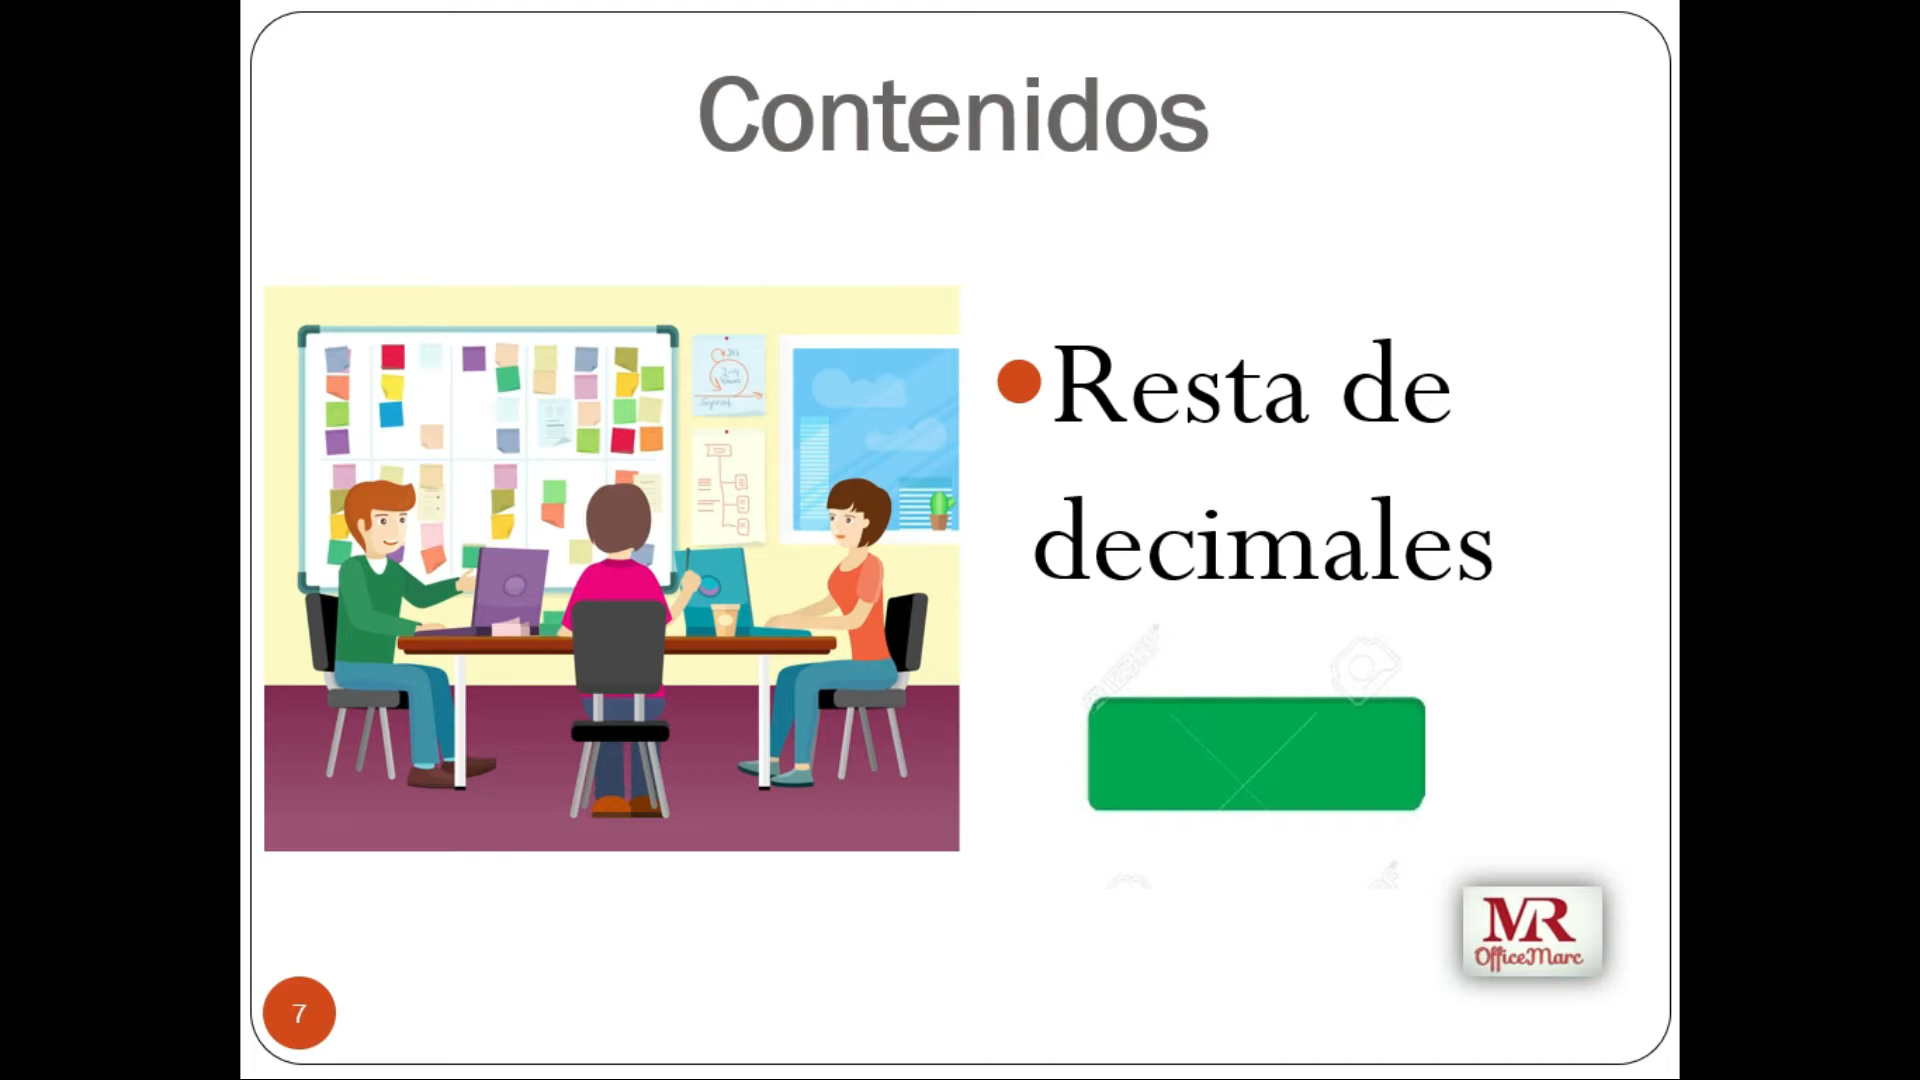 Contenidos
Resta de
decimales
MR
OfficeMarc
7